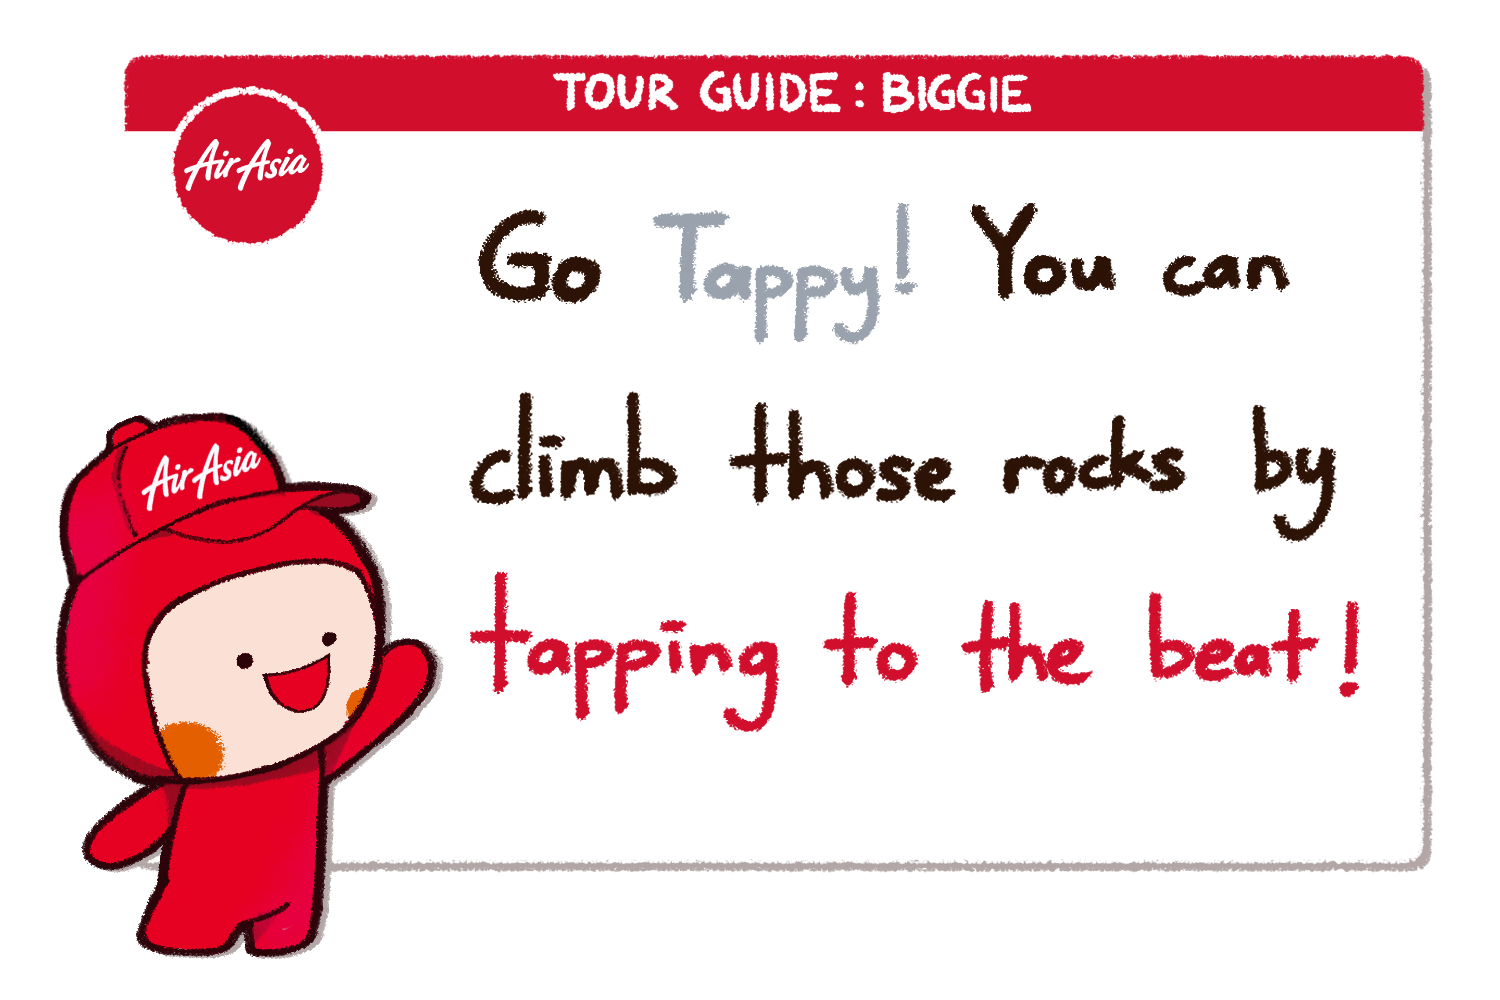 TOUR GUIDE : BIGGIE
AirAsia
Go Tappy! You can
climb those rocks by
tapping to the beat!
AirAsia